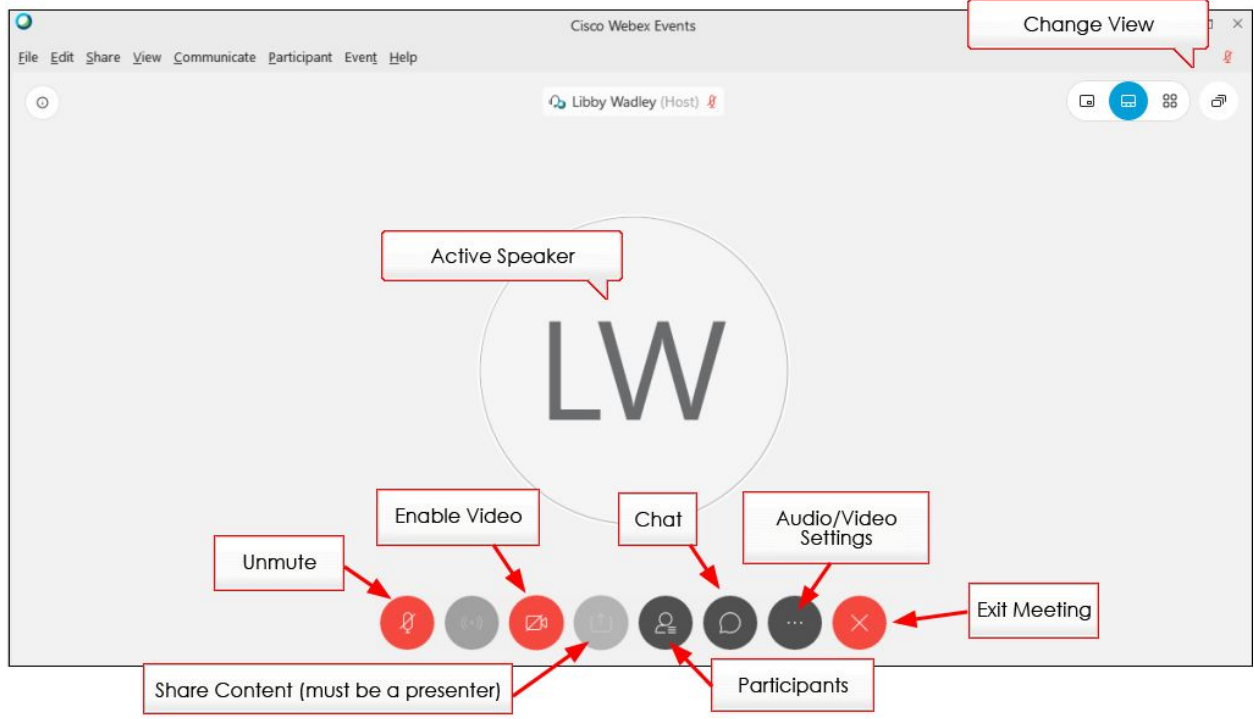 Cisco Webex Events
Change View
File Edit Share View Communicate Participant Event Help
Libby Wadley (Host)
Active Speaker
LW
Enable Video
Chat
Audio/Video
Settings
Unmute
Exit Meeting
Share Content (must be a presenter)
Participants